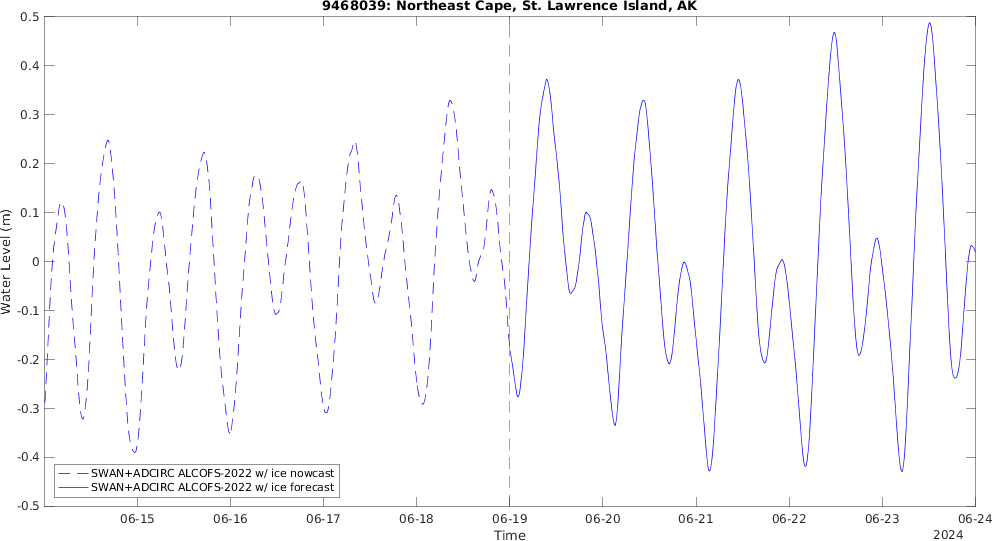 9468039: Northeast Cape, St. Lawrence Island, AK
0.5
0.4
0.3
0.2
0.1
0
-0.1
-0.2
-0.3
-0.4
-0.5
Water Level (m)
SWAN+ADCIRC ALCOFS-2022 w/ ice nowcast
SWAN+ADCIRC ALCOFS-2022 w/ ice forecast
06-15 06-16 06-17 06-18 06-19 06-20 06-21 06-22 06-23 06-24
Time
2024